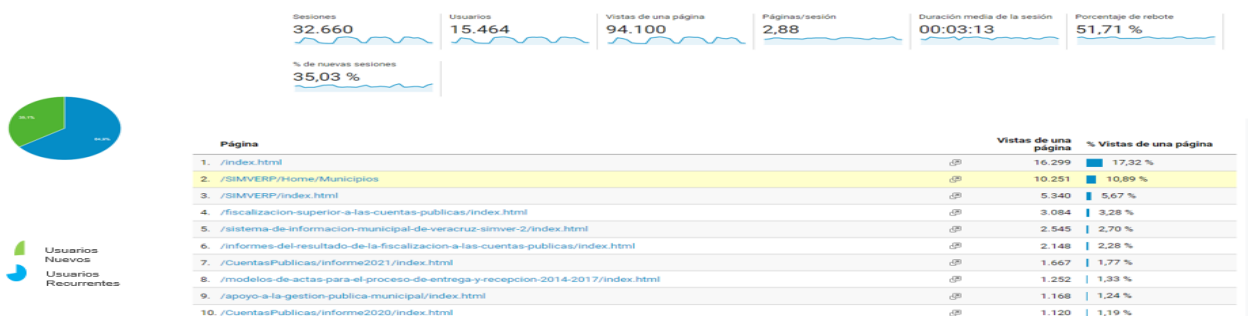 Sesiones
32.660
Usuarios
15.464
Vistas de una página
94.100
Páginas/sesión
2,88
Duración media de la sesión
00:03:13
Porcentaje de rebote
51,71 %
% de nuevas sesiones
35,03 %
Página Vistas de una página % Vistas de una página
1. /index.html 16.299 17,32 %
2. /SIMVERP/Home/Municipios 10.251 10,89 %
3. /SIMVERP/index.html 5.340 5,67 %
4. /fiscalizacion-superior-a-las-cuentas-publicas/index.html 3.084 3,28 %
5. /sistema-de-informacion-municipal-de-veracruz-simver-2/index.html 2.545 2,70 %
6. /informes-del-resultado-de-la-fiscalizacion-a-las-cuentas-publicas/index.html 2.148 2,28 %
7. /CuentasPublicas/informe2021/index.html 1.667 1,77 %
8. /modelos-de-actas-para-el-proceso-de-entrega-y-recepcion-2014-2017/index.html 1.252 1,33 %
9. /apoyo-a-la-gestion-publica-municipal/index.html 1.168 1,24 %
10. /CuentasPublicas/informe2020/index.html 1.120 1,19 %
Usuarios
Nuevos
Usuarios
Recurrentes